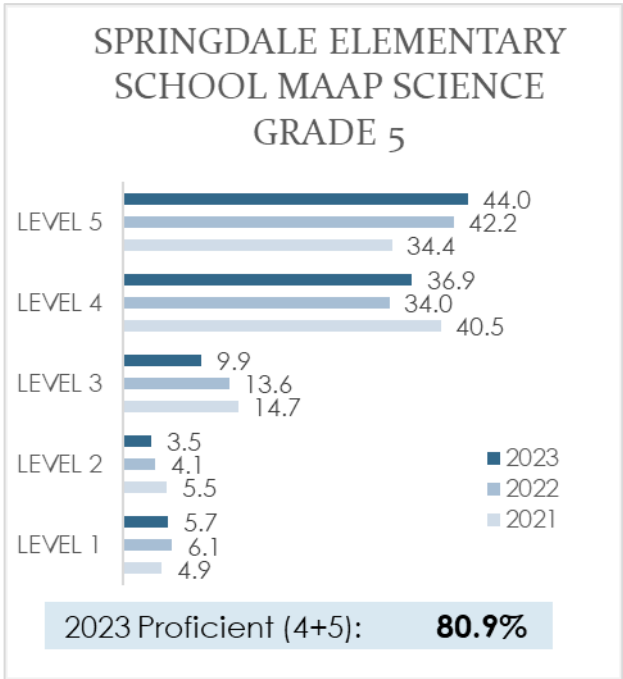 SPRINGDALE ELEMENTARY
SCHOOL MAAP SCIENCE
GRADE 5
44.0
LEVEL 5
42.2
34.4
36.9
LEVEL 4
34.0
40.5
9.9
LEVEL 3
13.6
14.7
3.5
LEVEL 2
4.1
5.5
5.7
LEVEL 1
6.1
4.9
2023
2022
2021
2023 Proficient (4+5): 80.9%